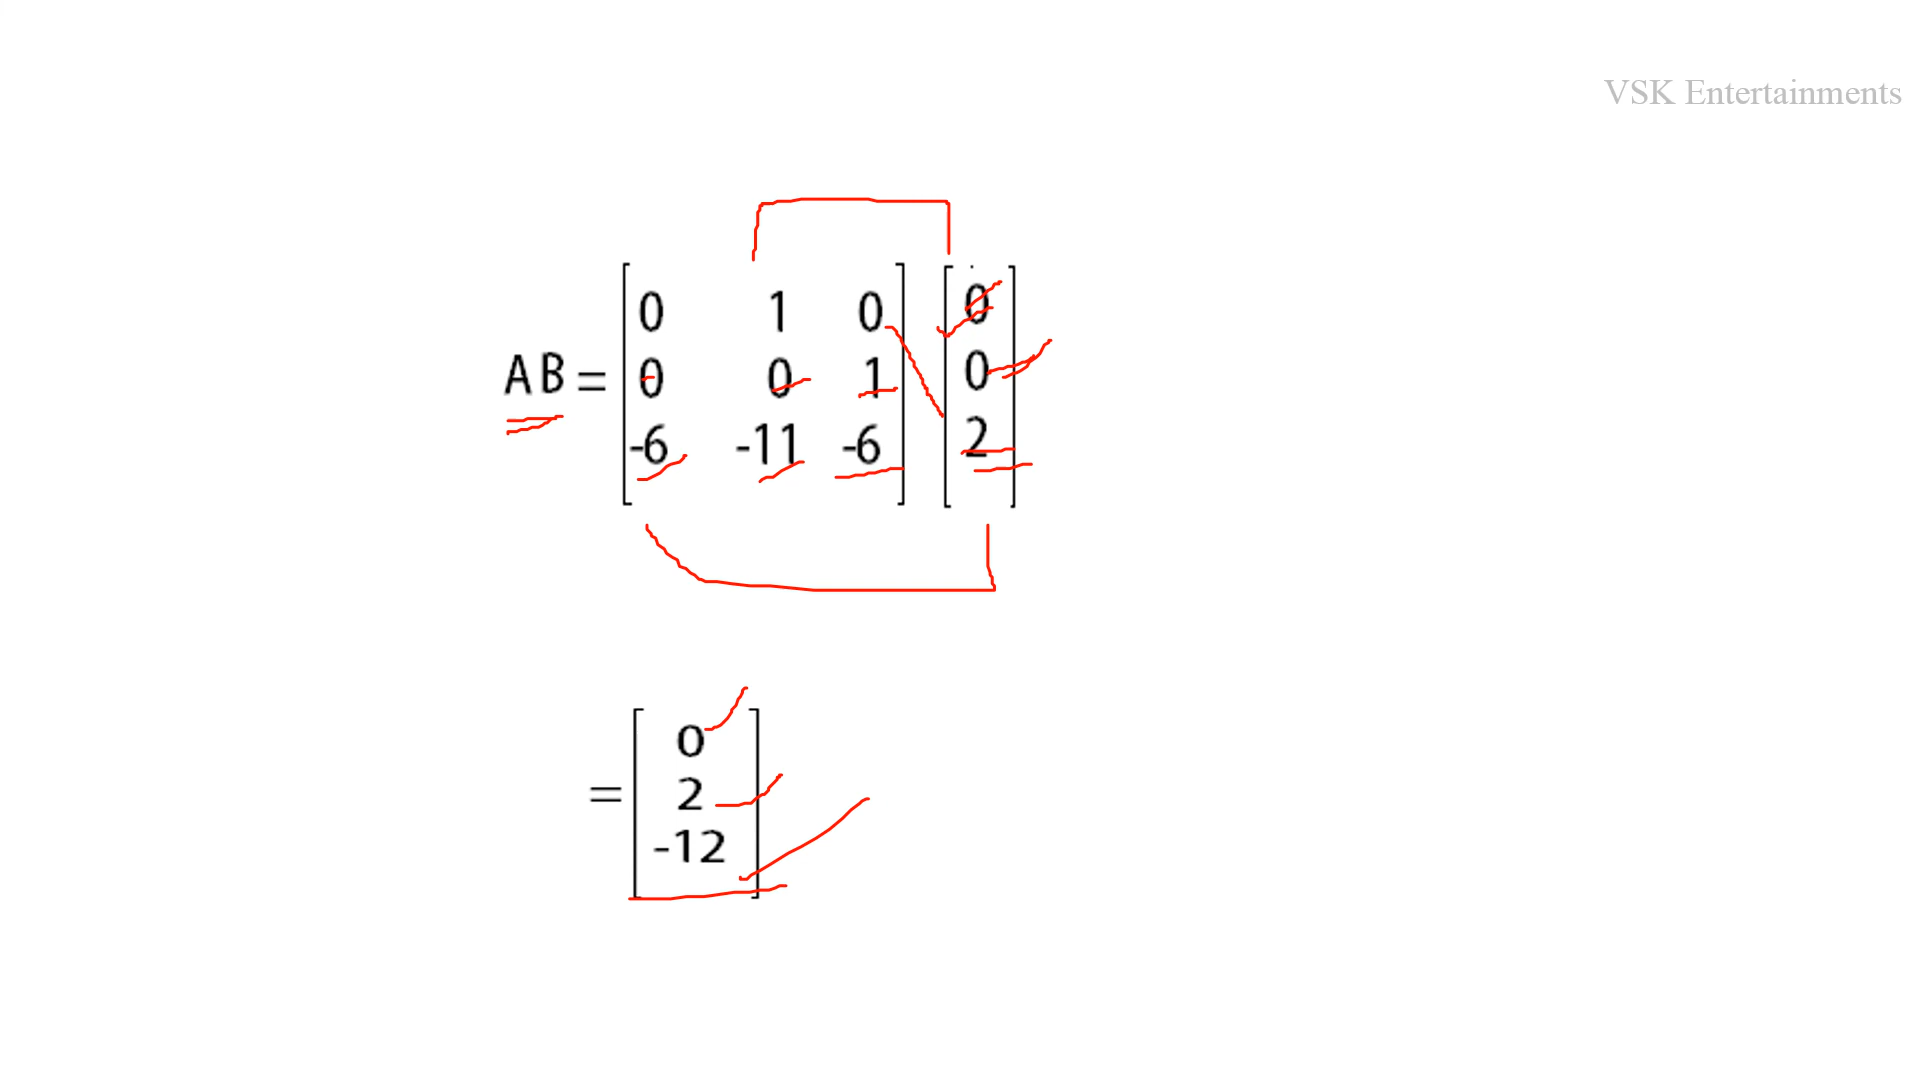 VSK Entertainments
0 1 0 0
AB = 0 0 1 0
-6 -11 -6 2
0
= 2
-12